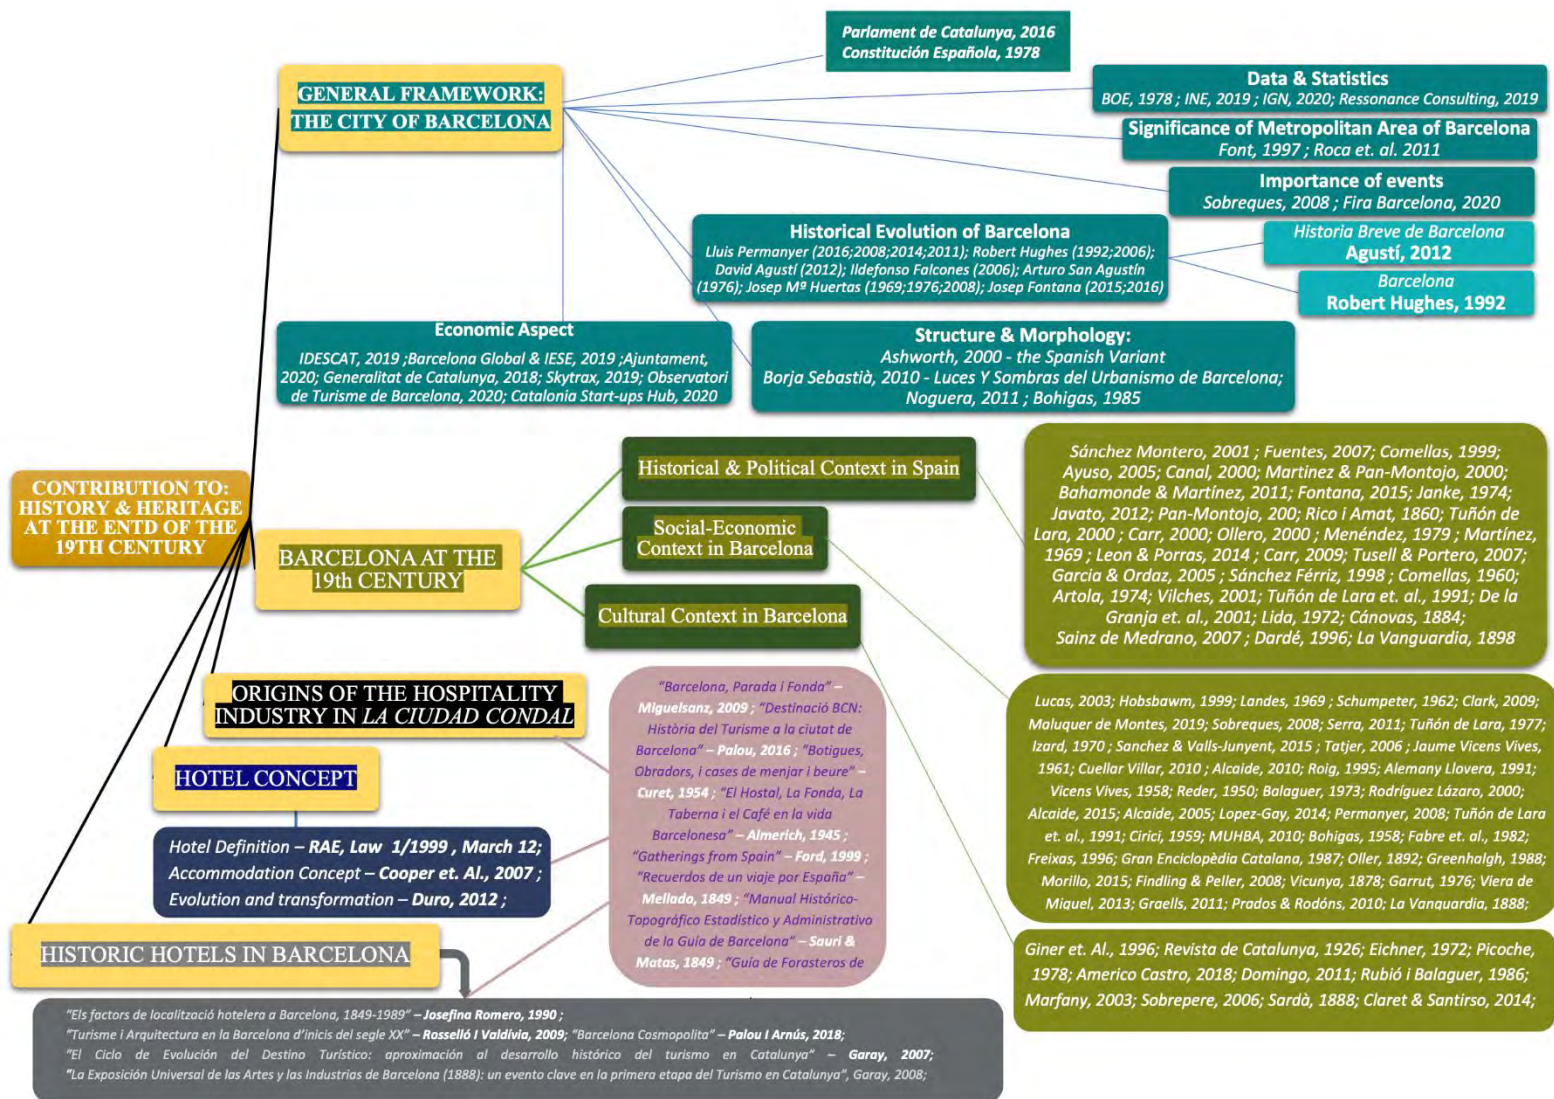 Parlament de Catalunya, 2016
Constitución Española, 1978
GENERAL FRAMEWORK:
THE CITY OF BARCELONA
Data & Statistics
BOE, 1978 ; INE, 2019 ; IGN, 2020; Ressonance Consulting, 2019
Significance of Metropolitan Area of Barcelona
Font, 1997 ; Roca et. al. 2011
Importance of events
Sobreques, 2008 ; Fira Barcelona, 2020
Historical Evolution of Barcelona
Lluis Permanyer (2016;2008;2014;2011); Robert Hughes (1992;2006);
David Agustí (2012); Ildefonso Falcones (2006); Arturo San Agustín
(1976); Josep Mª Huertas (1969;1976;2008); Josep Fontana (2015;2016)
Historia Breve de Barcelona
Agustí, 2012
Barcelona
Robert Hughes, 1992
Economic Aspect
IDESCAT, 2019 ;Barcelona Global & IESE, 2019 ;Ajuntament,
2020; Generalitat de Catalunya, 2018; Skytrax, 2019; Observatori
de Turisme de Barcelona, 2020; Catalonia Start-ups Hub, 2020
Structure & Morphology:
Ashworth, 2000 - the Spanish Variant
Borja Sebastià, 2010 - Luces Y Sombras del Urbanismo de Barcelona;
Noguera, 2011 ; Bohigas, 1985
CONTRIBUTION TO:
HISTORY & HERITAGE
AT THE ENTD OF THE
19TH CENTURY
BARCELONA AT THE
19th CENTURY
Historical & Political Context in Spain
Social-Economic
Context in Barcelona
Cultural Context in Barcelona
Sánchez Montero, 2001 ; Fuentes, 2007; Comellas, 1999;
Ayuso, 2005; Canal, 2000; Martinez & Pan-Montojo, 2000;
Bahamonde & Martínez, 2011; Fontana, 2015; Janke, 1974;
Javato, 2012; Pan-Montojo, 200; Rico i Amat, 1860; Tuñón de
Lara, 2000 ; Carr, 2000; Ollero, 2000 ; Menéndez, 1979 ; Martínez,
1969 ; Leon & Porras, 2014 ; Carr, 2009; Tusell & Portero, 2007;
Garcia & Ordaz, 2005 ; Sánchez Férriz, 1998 ; Comellas, 1960;
Artola, 1974; Vilches, 2001; Tuñón de Lara et. al., 1991; De la
Granja et. al., 2001; Lida, 1972; Cánovas, 1884;
Sainz de Medrano, 2007 ; Dardé, 1996; La Vanguardia, 1898
Lucas, 2003; Hobsbawm, 1999; Landes, 1969 ; Schumpeter, 1962; Clark, 2009;
Maluquer de Montes, 2019; Sobreques, 2008; Serra, 2011; Tuñón de Lara, 1977;
Izard, 1970 ; Sanchez & Valls-Junyent, 2015 ; Tatjer, 2006 ; Jaume Vicens Vives,
1961; Cuellar Villar, 2010 ; Alcaide, 2010; Roig, 1995; Alemany Llovera, 1991;
Vicens Vives, 1958; Reder, 1950; Balaguer, 1973; Rodríguez Lázaro, 2000;
Alcaide, 2015; Alcaide, 2005; Lopez-Gay, 2014; Permanyer, 2008; Tuñón de Lara
et. al., 1991; Cirici, 1959; MUHBA, 2010; Bohigas, 1958; Fabre et. al., 1982;
Freixas, 1996; Gran Enciclopèdia Catalana, 1987; Oller, 1892; Greenhalgh, 1988;
Morillo, 2015; Findling & Peller, 2008; Vicunya, 1878; Garrut, 1976; Viera de
Miguel, 2013; Graells, 2011; Prados & Rodóns, 2010; La Vanguardia, 1888;
Giner et. Al., 1996; Revista de Catalunya, 1926; Eichner, 1972; Picoche,
1978; Americo Castro, 2018; Domingo, 2011; Rubió i Balaguer, 1986;
Marfany, 2003; Sobrepere, 2006; Sardà, 1888; Claret & Santirso, 2014;
ORIGINS OF THE HOSPITALITY
INDUSTRY IN LA CIUDAD CONDAL
"Barcelona, Parada i Fonda" –
Miguelsanz, 2009 ; "Destinació BCN:
Història del Turisme a la ciutat de
Barcelona" – Palou, 2016 ; "Botigues,
Obradors, i cases de menjar i beure" –
Curet, 1954 ; "El Hostal, La Fonda, La
Taberna i el Café en la vida
Barcelonesa" – Almerich, 1945 ;
"Gatherings from Spain" – Ford, 1999 ;
"Recuerdos de un viaje por España" –
Mellado, 1849 ; "Manual Histórico-
Topográfico Estadístico y Administrativo
de la Guía de Barcelona" – Sauri &
Matas, 1849 ; "Guía de Forasteros de
HOTEL CONCEPT
Hotel Definition – RAE, Law 1/1999 , March 12;
Accommodation Concept – Cooper et. Al., 2007 ;
Evolution and transformation – Duro, 2012 ;
HISTORIC HOTELS IN BARCELONA
"Els factors de localització hotelera a Barcelona, 1849-1989" – Josefina Romero, 1990 ;
"Turisme i Arquitectura en la Barcelona d'inicis del segle XX" – Rosselló I Valdívia, 2009; "Barcelona Cosmopolita" – Palou I Arnús, 2018;
"El Ciclo de Evolución del Destino Turístico: aproximación al desarrollo histórico del turismo en Catalunya" – Garay, 2007;
"La Exposición Universal de las Artes y las Industrias de Barcelona (1888): un evento clave en la primera etapa del Turismo en Catalunya", Garay, 2008;